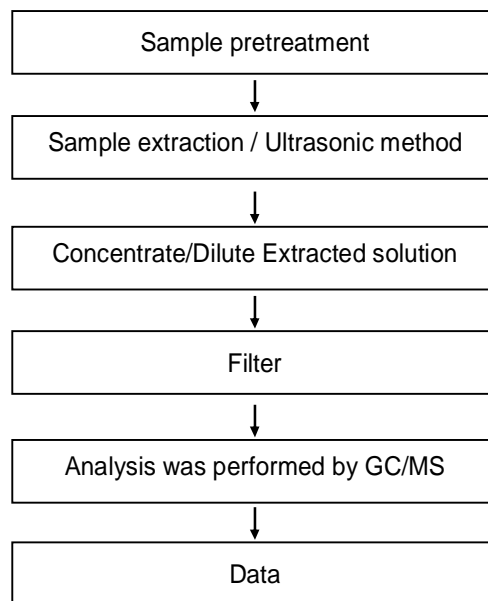 Sample pretreatment
Sample extraction / Ultrasonic method
Concentrate/Dilute Extracted solution
Filter
Analysis was performed by GC/MS
Data